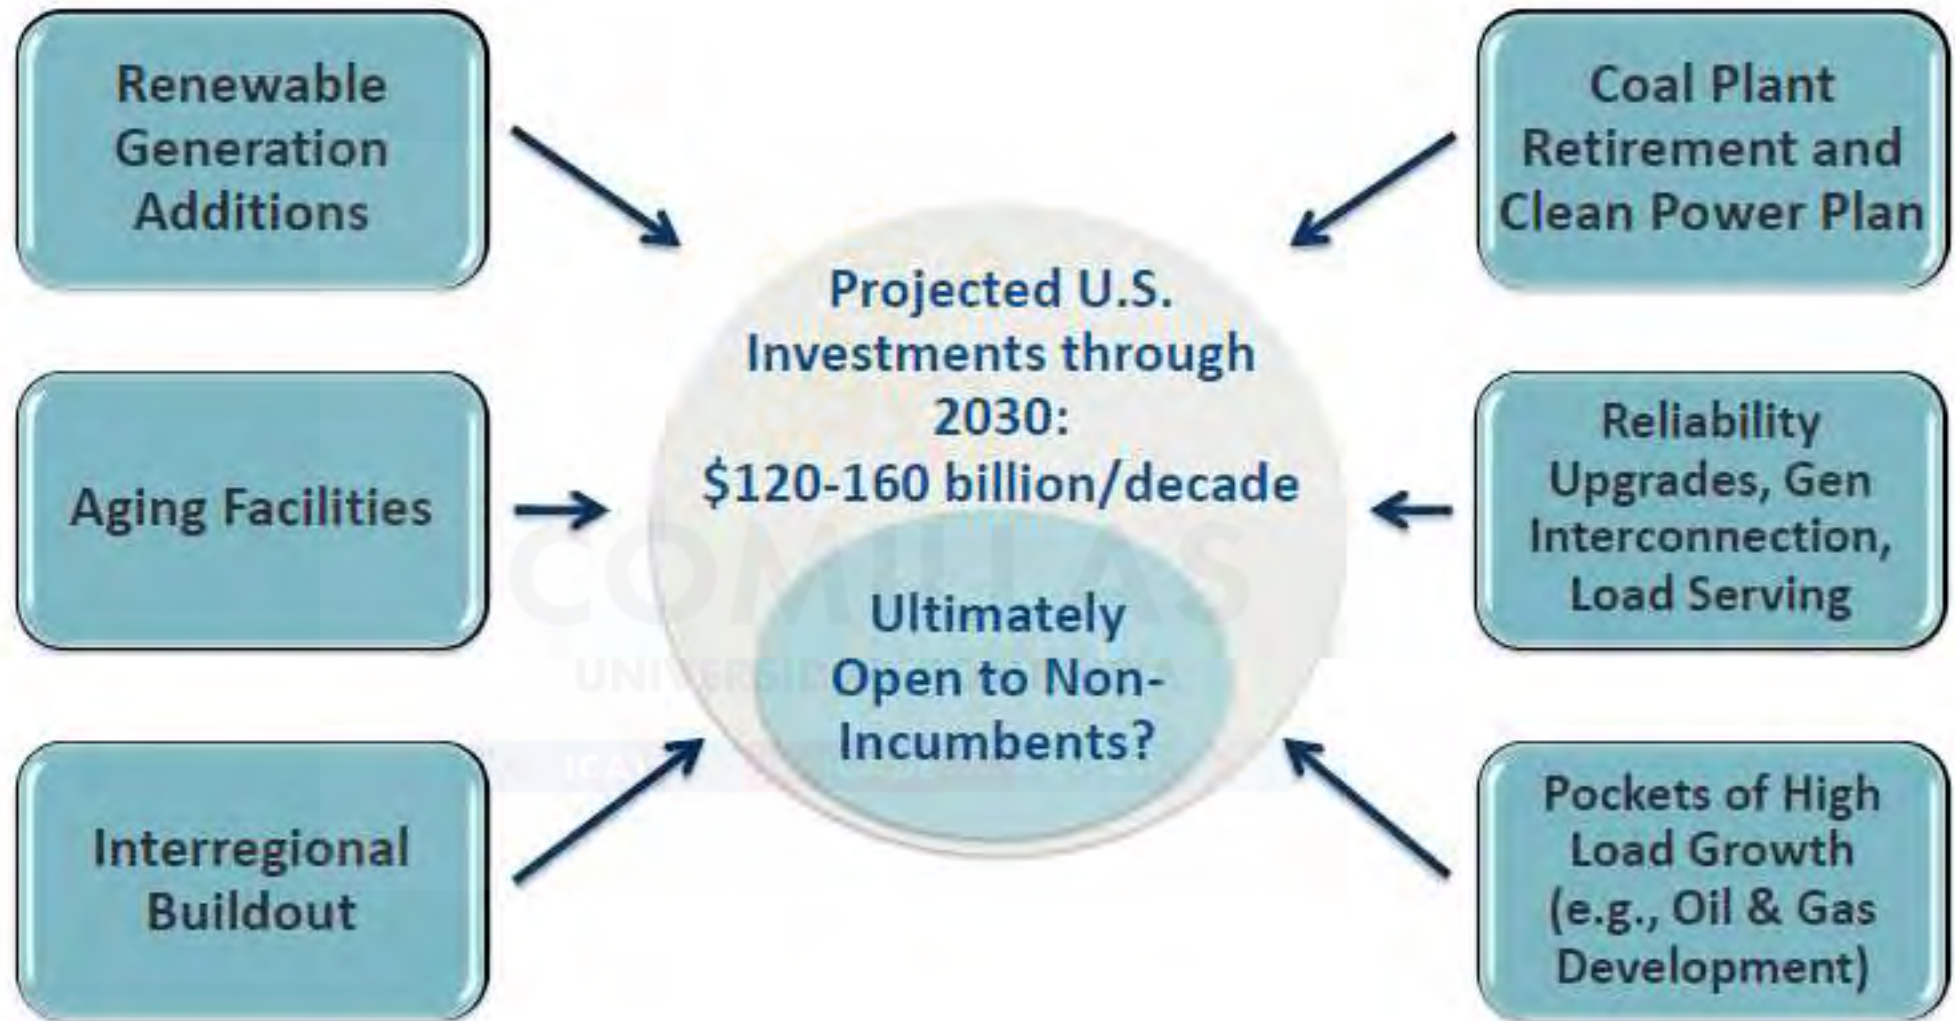 Renewable
Generation
Additions
Aging Facilities
Interregional
Buildout
Projected U.S.
Investments through
2030:
$120-160 billion/decade
Ultimately
Open to Non-
Incumbents?
Coal Plant
Retirement and
Clean Power Plan
Reliability
Upgrades, Gen
Interconnection,
Load Serving
Pockets of High
Load Growth
(e.g., Oil & Gas
Development)
COMILLAS